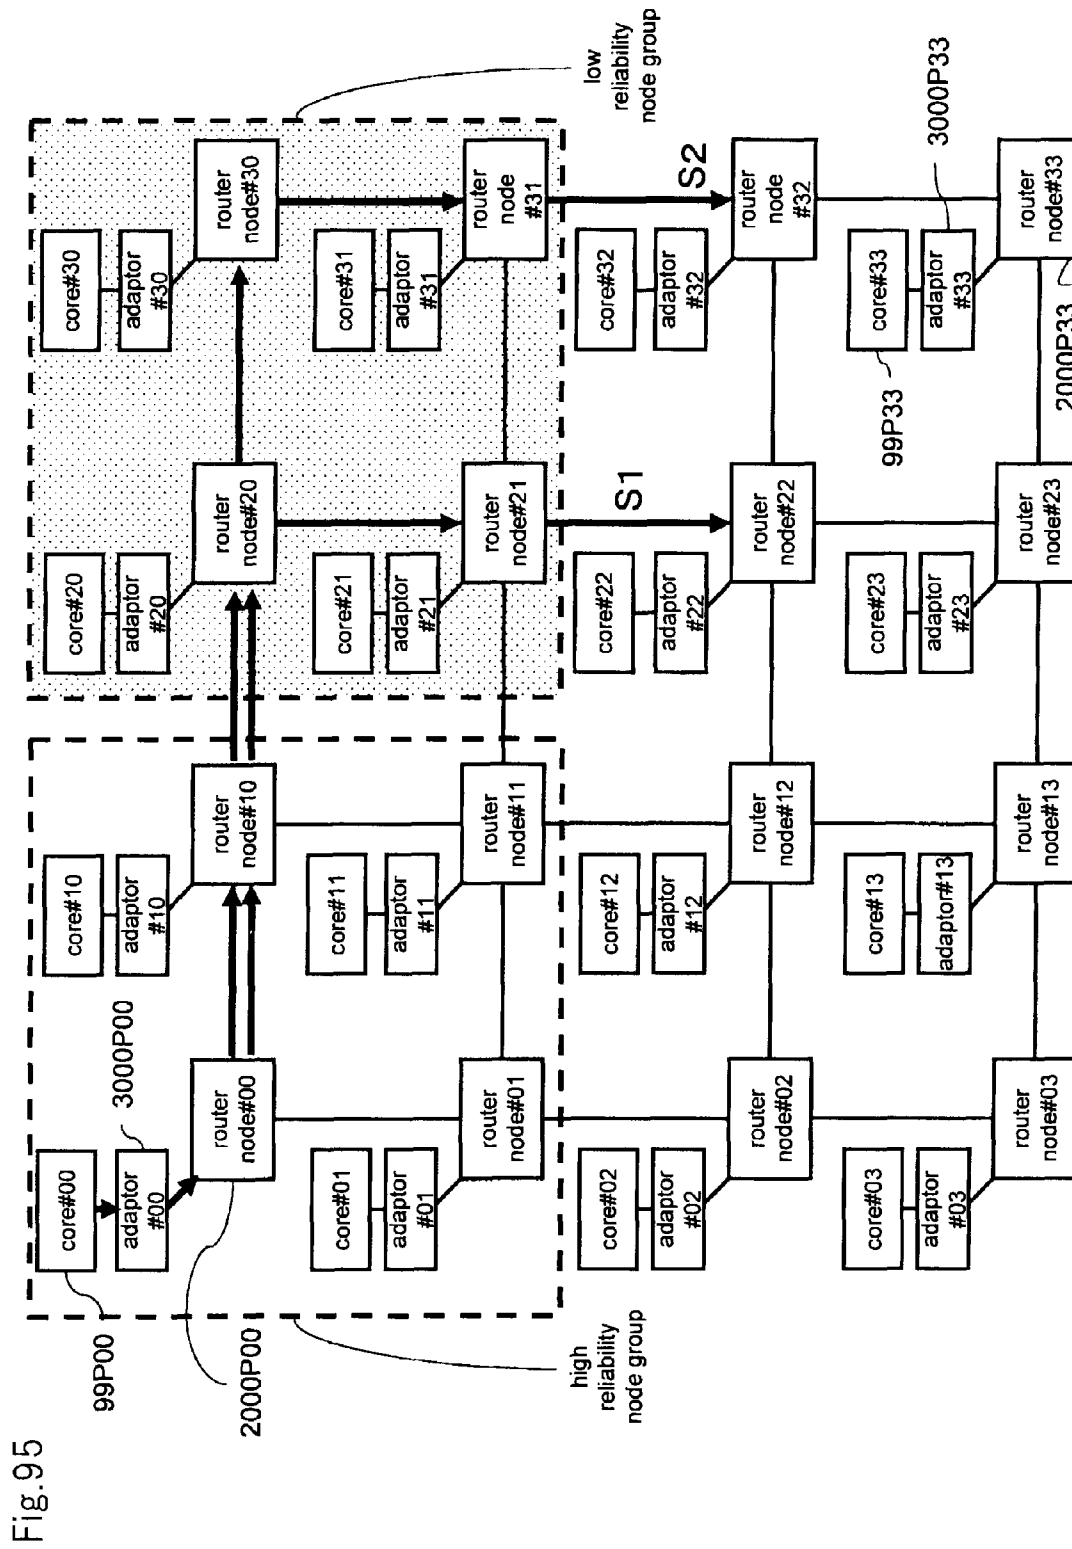 Fig.95
99P00
core#00
adaptor
#00
3000P00
router
node#00
2000P00
core#10
adaptor
#10
router
node#10
core#20
adaptor
#20
router
node#20
core#30
adaptor
#30
router
node#30
core#01
adaptor
#01
router
node#01
core#11
adaptor
#11
router
node#11
core#21
adaptor
#21
router
node#21
core#31
adaptor
#31
router
node
#31
high
reliability
node group
low
reliability
node group
S1
S2
core#02
adaptor
#02
router
node#02
core#12
adaptor
#12
router
node#12
core#22
adaptor
#22
router
node#22
core#32
adaptor
#32
router
node
#32
core#03
adaptor
#03
router
node#03
core#13
adaptor#13
router
node#13
core#23
adaptor
#23
router
node#23
99P33
core#33
adaptor
#33
3000P33
router
node#33
2000P33